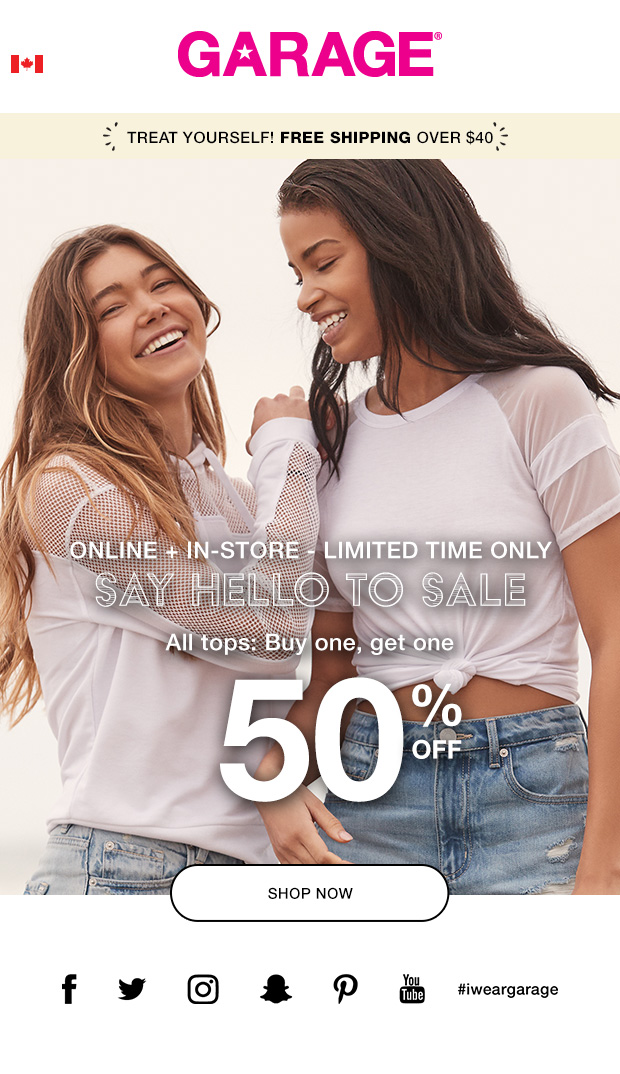 GARAGE®
TREAT YOURSELF! FREE SHIPPING OVER $40
ONLINE + IN-STORE - LIMITED TIME ONLY
SAY HELLO TO SALE
All tops: Buy one, get one
50%
OFF
SHOP NOW
You Tube
#iweargarage